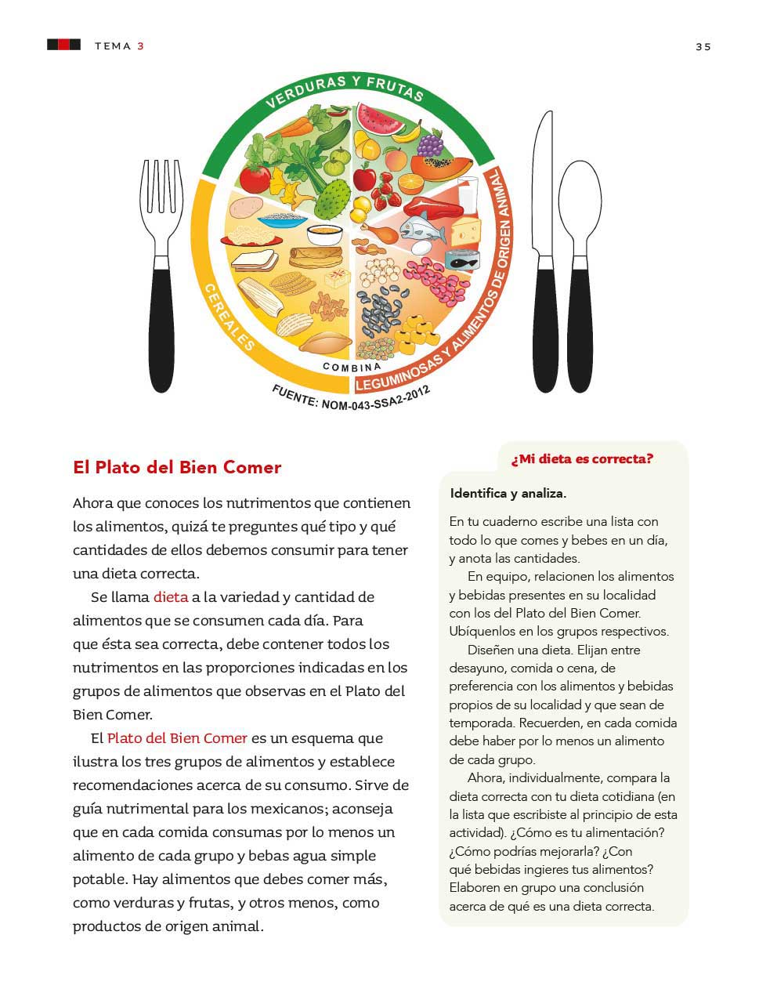 TEMA 3
35
VERDURAS Y FRUTAS
CEREALES
LEGUMINOSAS Y ALIMENTOS DE ORIGEN ANIMAL
COMBINA
FUENTE: NOM-043-SSA2-2012
El Plato del Bien Comer
Ahora que conoces los nutrimentos que contienen
los alimentos, quizá te preguntes qué tipo y qué
cantidades de ellos debemos consumir para tener
una dieta correcta.
Se llama dieta a la variedad y cantidad de
alimentos que se consumen cada día. Para
que ésta sea correcta, debe contener todos los
nutrimentos en las proporciones indicadas en los
grupos de alimentos que observas en el Plato del
Bien Comer.
El Plato del Bien Comer es un esquema que
ilustra los tres grupos de alimentos y establece
recomendaciones acerca de su consumo. Sirve de
guía nutrimental para los mexicanos; aconseja
que en cada comida consumas por lo menos un
alimento de cada grupo y bebas agua simple
potable. Hay alimentos que debes comer más,
como verduras y frutas, y otros menos, como
productos de origen animal.
¿Mi dieta es correcta?
Identifica y analiza.
En tu cuaderno escribe una lista con
todo lo que comes y bebes en un día,
y anota las cantidades.
En equipo, relacionen los alimentos
y bebidas presentes en su localidad
con los del Plato del Bien Comer.
Ubíquenlos en los grupos respectivos.
Diseñen una dieta. Elijan entre
desayuno, comida o cena, de
preferencia con los alimentos y bebidas
propios de su localidad y que sean de
temporada. Recuerden, en cada comida
debe haber por lo menos un alimento
de cada grupo.
Ahora, individualmente, compara la
dieta correcta con tu dieta cotidiana (en
la lista que escribiste al principio de esta
actividad). ¿Cómo es tu alimentación?
¿Cómo podrías mejorarla? ¿Con
qué bebidas ingieres tus alimentos?
Elaboren en grupo una conclusión
acerca de qué es una dieta correcta.